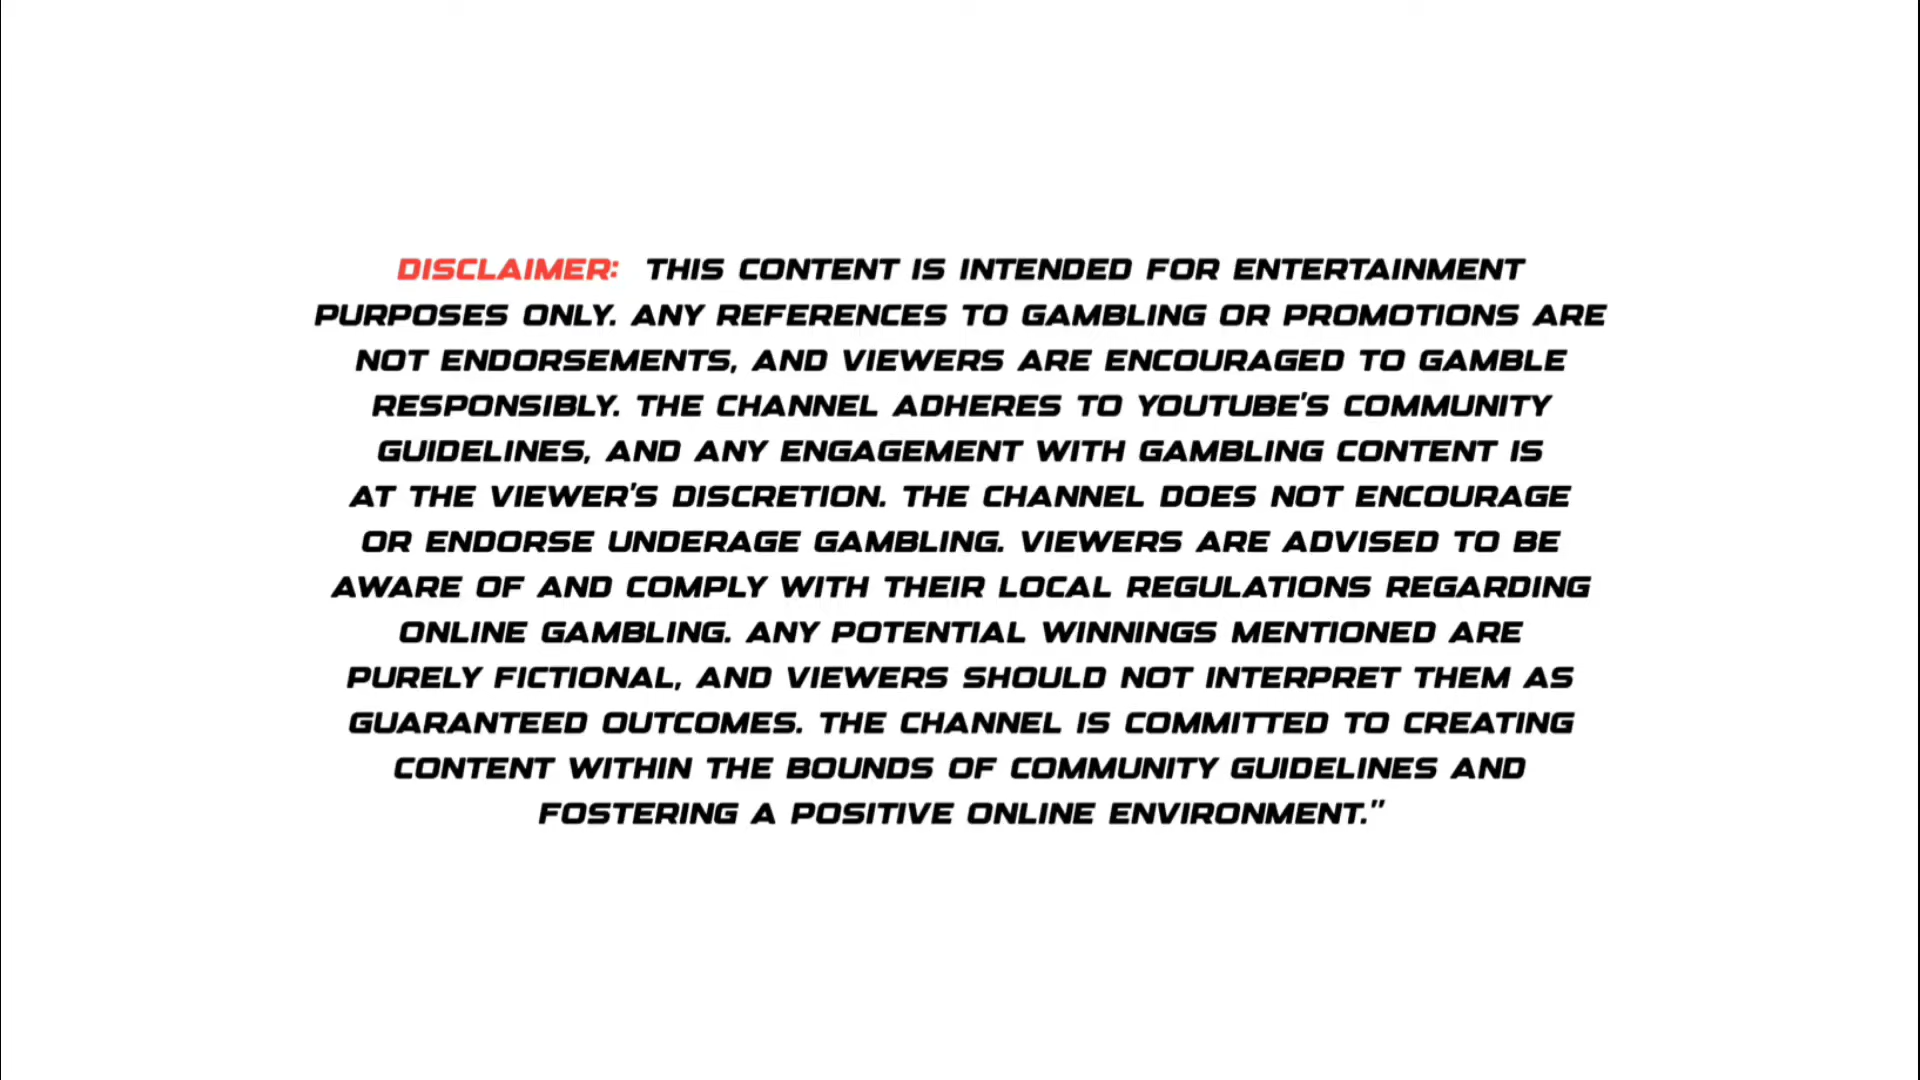 DISCLAIMER: THIS CONTENT IS INTENDED FOR ENTERTAINMENT
PURPOSES ONLY. ANY REFERENCES TO GAMBLING OR PROMOTIONS ARE
NOT ENDORSEMENTS, AND VIEWERS ARE ENCOURAGED TO GAMBLE
RESPONSIBLY. THE CHANNEL ADHERES TO YOUTUBE'S COMMUNITY
GUIDELINES, AND ANY ENGAGEMENT WITH GAMBLING CONTENT IS
AT THE VIEWER'S DISCRETION. THE CHANNEL DOES NOT ENCOURAGE
OR ENDORSE UNDERAGE GAMBLING. VIEWERS ARE ADVISED TO BE
AWARE OF AND COMPLY WITH THEIR LOCAL REGULATIONS REGARDING
ONLINE GAMBLING. ANY POTENTIAL WINNINGS MENTIONED ARE
PURELY FICTIONAL, AND VIEWERS SHOULD NOT INTERPRET THEM AS
GUARANTEED OUTCOMES. THE CHANNEL IS COMMITTED TO CREATING
CONTENT WITHIN THE BOUNDS OF COMMUNITY GUIDELINES AND
FOSTERING A POSITIVE ONLINE ENVIRONMENT."